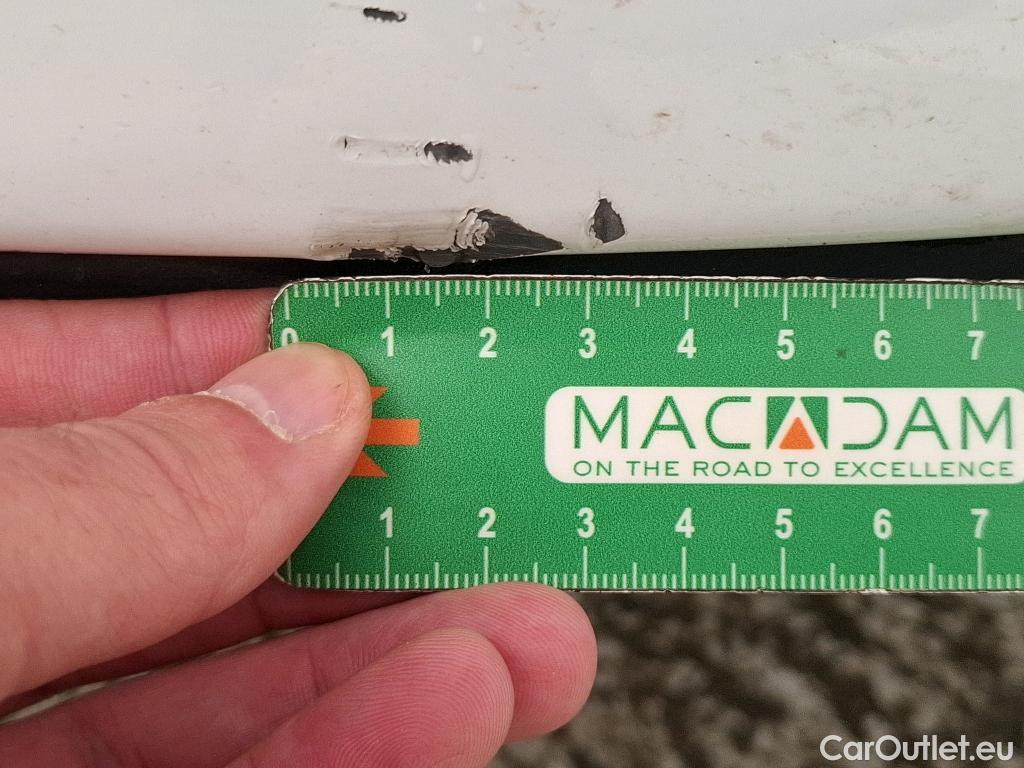 0 1 2 3 4 5 6 7
MACADAM
ON THE ROAD TO EXCELLENCE
1 2 3 4 5 6 7
CarOutlet.eu